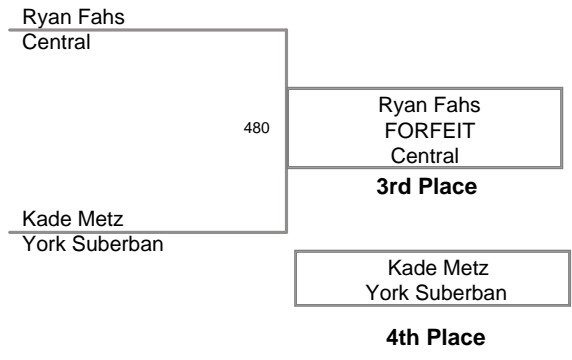 Ryan Fahs
Central
480
Ryan Fahs
FORFEIT
Central
3rd Place
Kade Metz
York Suberban
Kade Metz
York Suberban
4th Place